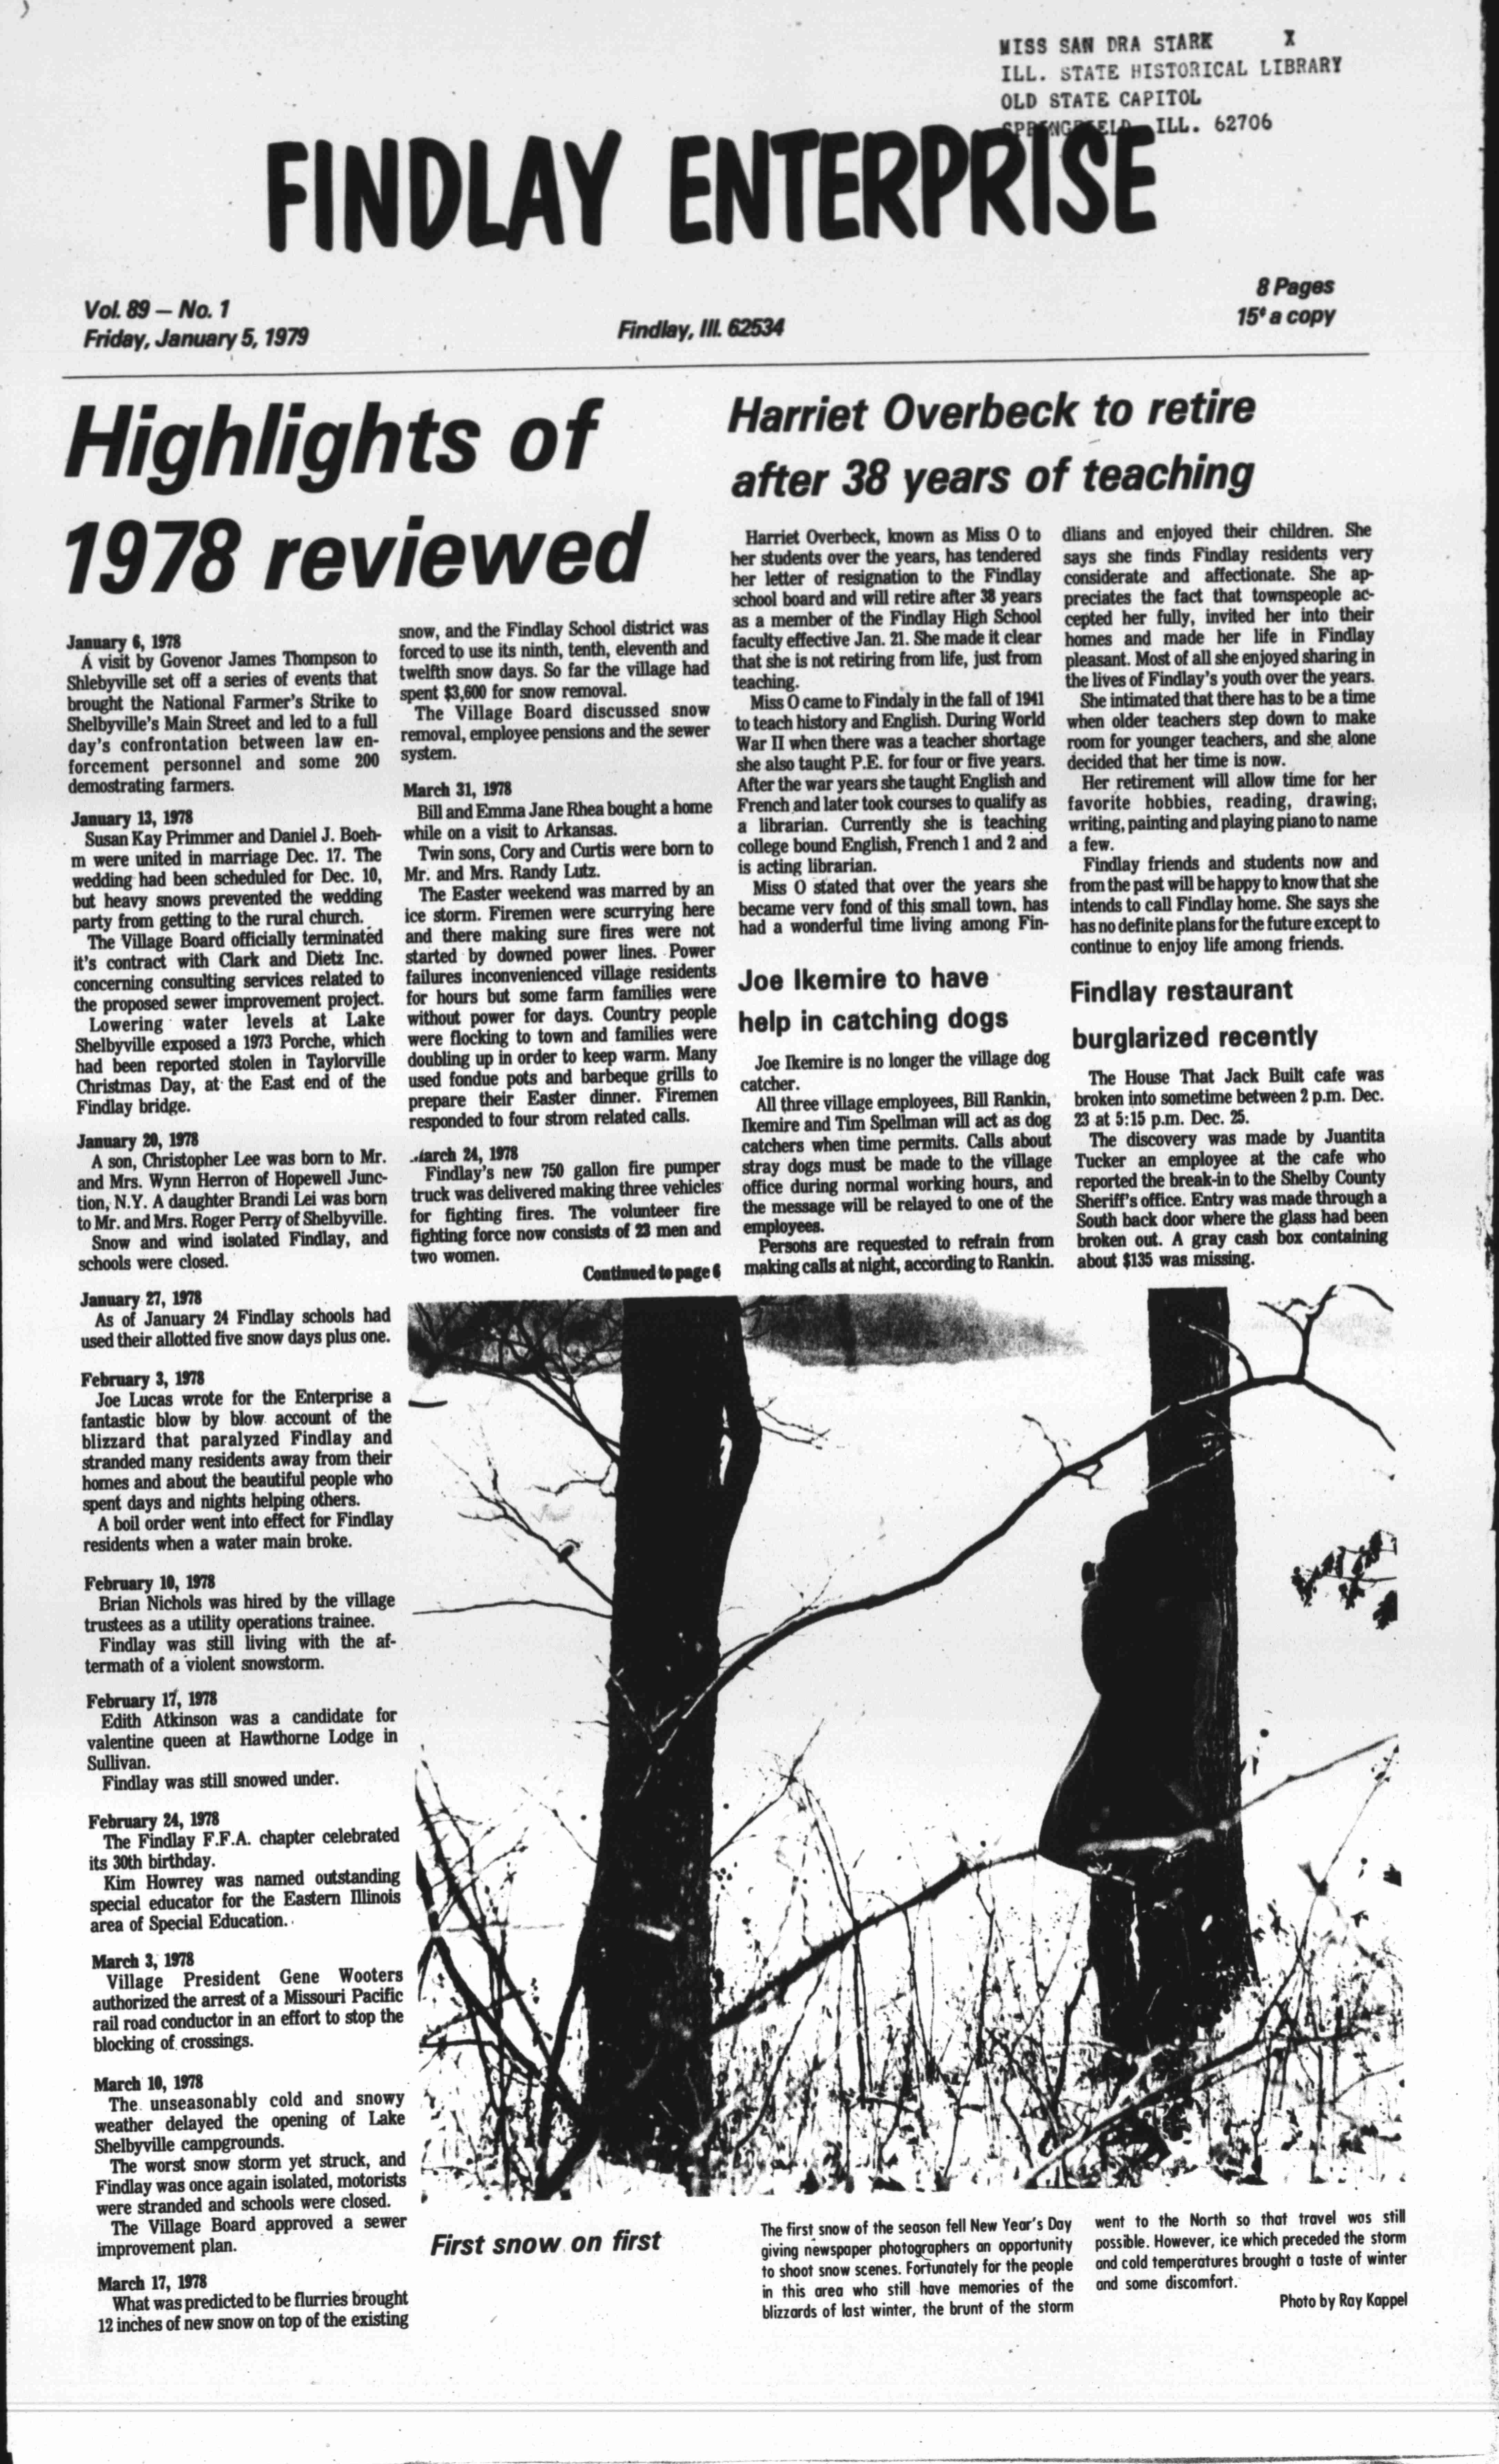 MISS SAN DRA STARK X
ILL. STATE HISTORICAL LIBRARY
OLD STATE CAPITOL
SPRINGFIELD, ILL. 62706
FINDLAY ENTERPRISE
Vol. 89 — No. 1
Friday, January 5, 1979
Findlay, Ill. 62534
8 Pages
15¢ a copy
Highlights of
1978 reviewed
January 6, 1978
A visit by Govenor James Thompson to
Shlebyville set off a series of events that
brought the National Farmer's Strike to
Shelbyville's Main Street and led to a full
day's confrontation between law en-
forcement personnel and some 200
demostrating farmers.
January 13, 1978
Susan Kay Primmer and Daniel J. Boeh-
m were united in marriage Dec. 17. The
wedding had been scheduled for Dec. 10,
but heavy snows prevented the wedding
party from getting to the rural church.
The Village Board officially terminated
it's contract with Clark and Dietz Inc.
concerning consulting services related to
the proposed sewer improvement project.
Lowering water levels at Lake
Shelbyville exposed a 1973 Porche, which
had been reported stolen in Taylorville
Christmas Day, at the East end of the
Findlay bridge.
January 20, 1978
A son, Christopher Lee was born to Mr.
and Mrs. Wynn Herron of Hopewell Junc-
tion, N.Y. A daughter Brandi Lei was born
to Mr. and Mrs. Roger Perry of Shelbyville.
Snow and wind isolated Findlay, and
schools were closed.
January 27, 1978
As of January 24 Findlay schools had
used their allotted five snow days plus one.
February 3, 1978
Joe Lucas wrote for the Enterprise a
fantastic blow by blow account of the
blizzard that paralyzed Findlay and
stranded many residents away from their
homes and about the beautiful people who
spent days and nights helping others.
A boil order went into effect for Findlay
residents when a water main broke.
February 10, 1978
Brian Nichols was hired by the village
trustees as a utility operations trainee.
Findlay was still living with the af-
termath of a violent snowstorm.
February 17, 1978
Edith Atkinson was a candidate for
valentine queen at Hawthorne Lodge in
Sullivan.
Findlay was still snowed under.
February 24, 1978
The Findlay F.F.A. chapter celebrated
its 30th birthday.
Kim Howrey was named outstanding
special educator for the Eastern Illinois
area of Special Education.
March 3, 1978
Village President Gene Wooters
authorized the arrest of a Missouri Pacific
rail road conductor in an effort to stop the
blocking of crossings.
March 10, 1978
The unseasonably cold and snowy
weather delayed the opening of Lake
Shelbyville campgrounds.
The worst snow storm yet struck, and
Findlay was once again isolated, motorists
were stranded and schools were closed.
The Village Board approved a sewer
improvement plan.
March 17, 1978
What was predicted to be flurries brought
12 inches of new snow on top of the existing
snow, and the Findlay School district was
forced to use its ninth, tenth, eleventh and
twelfth snow days. So far the village had
spent $3,600 for snow removal.
The Village Board discussed snow
removal, employee pensions and the sewer
system.
March 31, 1978
Bill and Emma Jane Rhea bought a home
while on a visit to Arkansas.
Twin sons, Cory and Curtis were born to
Mr. and Mrs. Randy Lutz.
The Easter weekend was marred by an
ice storm. Firemen were scurrying here
and there making sure fires were not
started by downed power lines. Power
failures inconvenienced village residents
for hours but some farm families were
without power for days. Country people
were flocking to town and families were
doubling up in order to keep warm. Many
used fondue pots and barbeque grills to
prepare their Easter dinner. Firemen
responded to four strom related calls.
March 24, 1978
Findlay's new 750 gallon fire pumper
truck was delivered making three vehicles
for fighting fires. The volunteer fire
fighting force now consists of 23 men and
two women.
Continued to page 6
Harriet Overbeck to retire
after 38 years of teaching
Harriet Overbeck, known as Miss O to
her students over the years, has tendered
her letter of resignation to the Findlay
school board and will retire after 38 years
as a member of the Findlay High School
faculty effective Jan. 21. She made it clear
that she is not retiring from life, just from
teaching.
Miss O came to Findaly in the fall of 1941
to teach history and English. During World
War II when there was a teacher shortage
she also taught P.E. for four or five years.
After the war years she taught English and
French and later took courses to qualify as
a librarian. Currently she is teaching
college bound English, French 1 and 2 and
is acting librarian.
Miss O stated that over the years she
became very fond of this small town, has
had a wonderful time living among Fin-
dlians and enjoyed their children. She
says she finds Findlay residents very
considerate and affectionate. She ap-
preciates the fact that townspeople ac-
cepted her fully, invited her into their
homes and made her life in Findlay
pleasant. Most of all she enjoyed sharing in
the lives of Findlay's youth over the years.
She intimated that there has to be a time
when older teachers step down to make
room for younger teachers, and she alone
decided that her time is now.
Her retirement will allow time for her
favorite hobbies, reading, drawing,
writing, painting and playing piano to name
a few.
Findlay friends and students now and
from the past will be happy to know that she
intends to call Findlay home. She says she
has no definite plans for the future except to
continue to enjoy life among friends.
Joe Ikemire to have
help in catching dogs
Joe Ikemire is no longer the village dog
catcher.
All three village employees, Bill Rankin,
Ikemire and Tim Spellman will act as dog
catchers when time permits. Calls about
stray dogs must be made to the village
office during normal working hours, and
the message will be relayed to one of the
employees.
Persons are requested to refrain from
making calls at night, according to Rankin.
Findlay restaurant
burglarized recently
The House That Jack Built cafe was
broken into sometime between 2 p.m. Dec.
23 at 5:15 p.m. Dec. 25.
The discovery was made by Juantita
Tucker an employee at the cafe who
reported the break-in to the Shelby County
Sheriff's office. Entry was made through a
South back door where the glass had been
broken out. A gray cash box containing
about $135 was missing.
First snow on first
The first snow of the season fell New Year's Day
giving newspaper photographers an opportunity
to shoot snow scenes. Fortunately for the people
in this area who still have memories of the
blizzards of last winter, the brunt of the storm
went to the North so that travel was still
possible. However, ice which preceded the storm
and cold temperatures brought a taste of winter
and some discomfort.
Photo by Ray Kappel